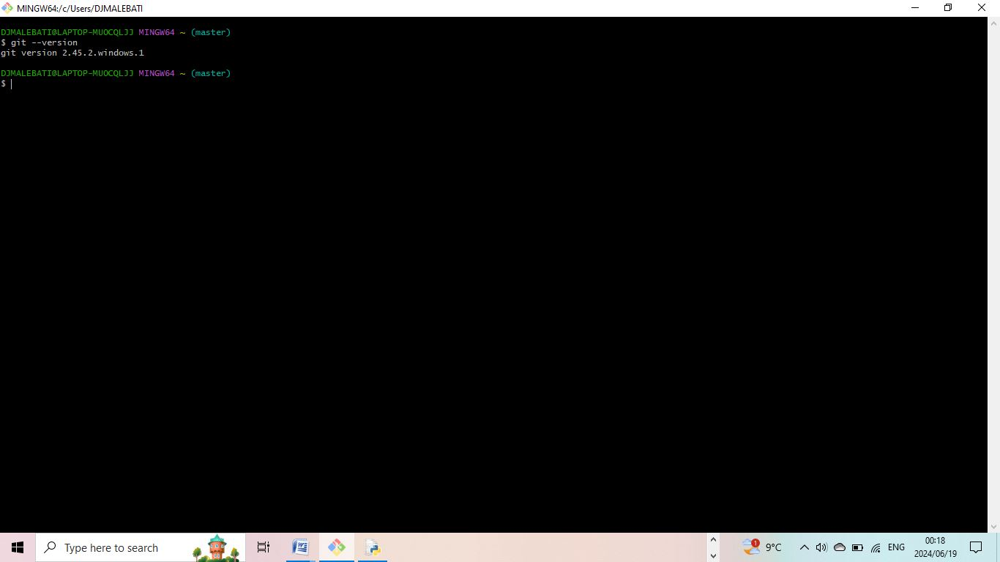 MINGW64:/c/Users/DJMALEBATI
DJMALEBATI@LAPTOP-MUOCQLJJ MINGW64 ~ (master)
$ git --version
git version 2.45.2.windows.1
DJMALEBATI@LAPTOP-MUOCQLJJ MINGW64 ~ (master)
$
Type here to search
1
9°C
ENG
00:18
2024/06/19